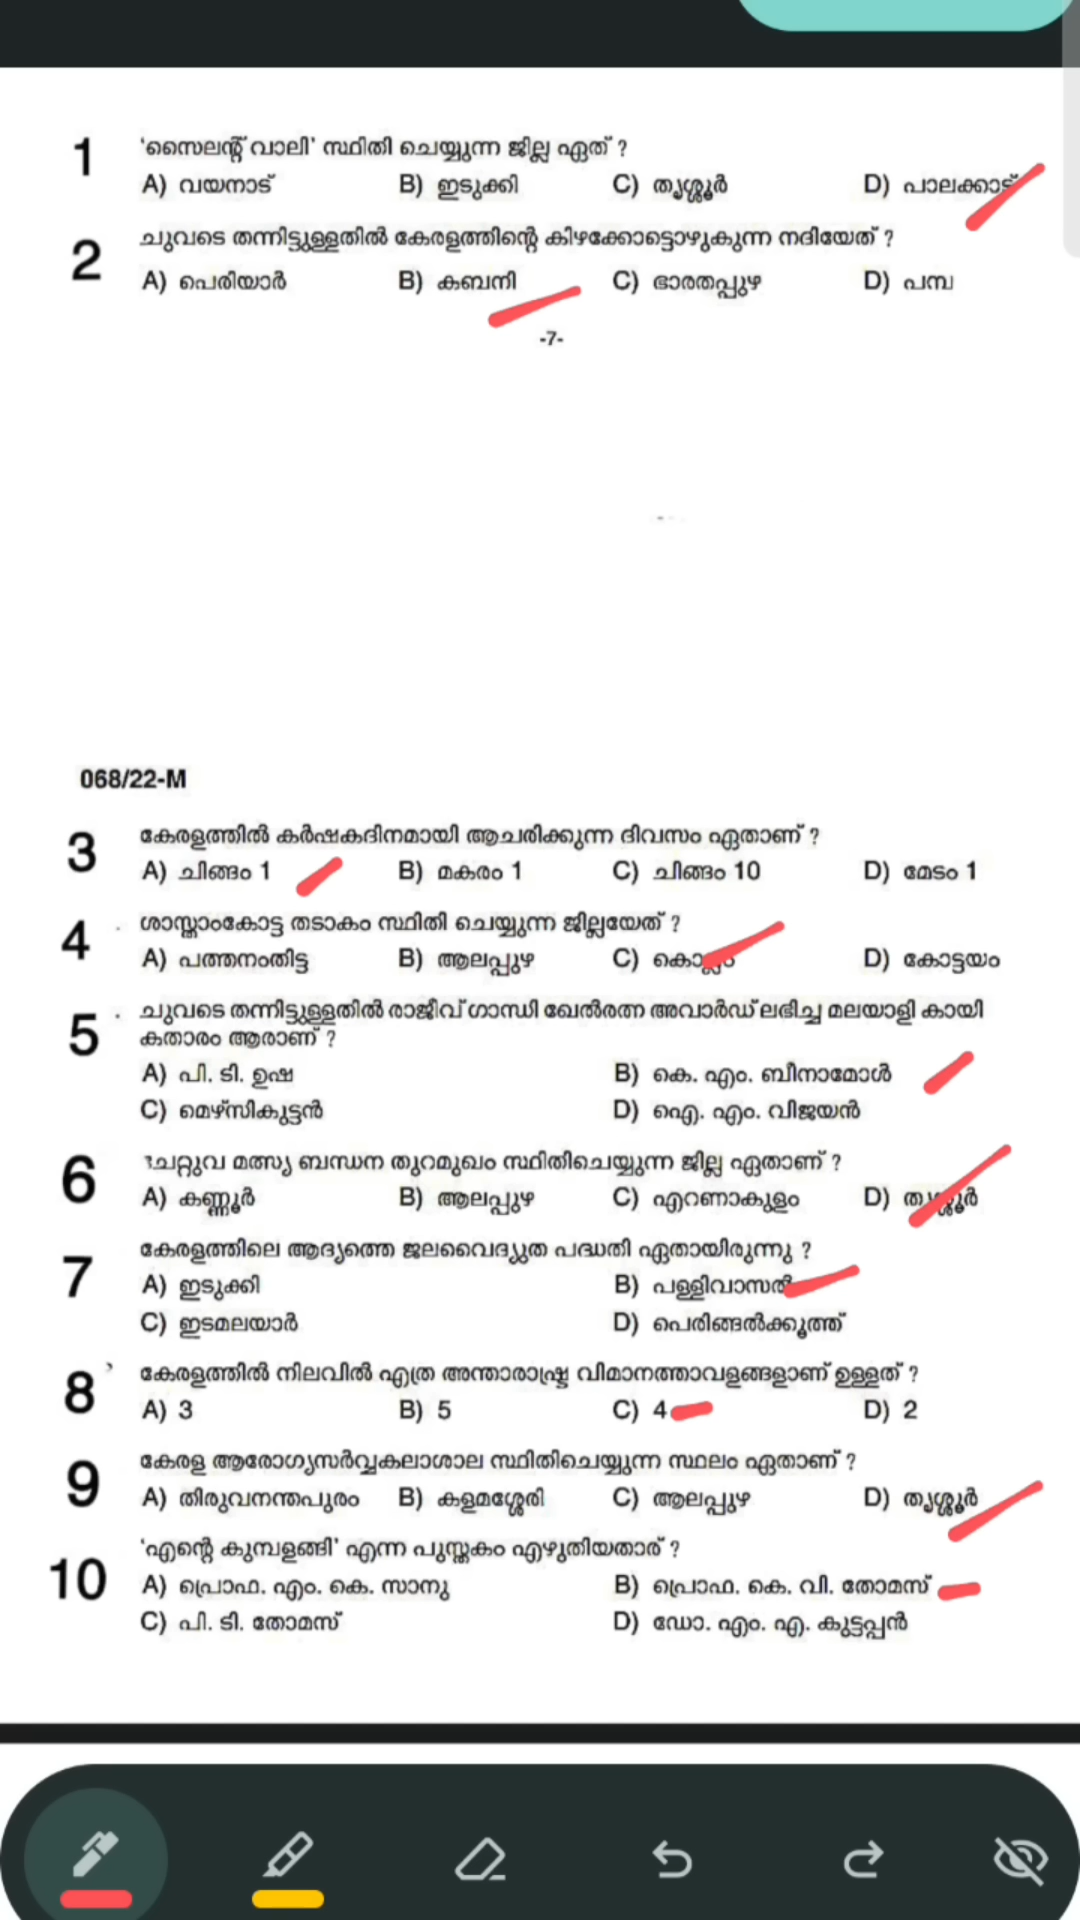 1 'സൈലന്റ് വാലി' സ്ഥിതി ചെയ്യുന്ന ജില്ല ഏത് ?
A) വയനാട് B) ഇടുക്കി C) തൃശ്ശൂർ D) പാലക്കാട്
2 ചുവടെ തന്നിട്ടുള്ളതിൽ കേരളത്തിന്റെ കിഴക്കോട്ടൊഴുകുന്ന നദിയേത് ?
A) പെരിയാർ B) കബനി C) ഭാരതപ്പുഴ D) പമ്പ
-7-
068/22-M
3 കേരളത്തിൽ കർഷകദിനമായി ആചരിക്കുന്ന ദിവസം ഏതാണ് ?
A) ചിങ്ങം 1 B) മകരം 1 C) ചിങ്ങം 10 D) മേടം 1
4 ശാസ്താംകോട്ട തടാകം സ്ഥിതി ചെയ്യുന്ന ജില്ലയേത് ?
A) പത്തനംതിട്ട B) ആലപ്പുഴ C) കൊല്ലം D) കോട്ടയം
5 ചുവടെ തന്നിട്ടുള്ളതിൽ രാജീവ് ഗാന്ധി ഖേൽരത്ന അവാർഡ് ലഭിച്ച മലയാളി കായി
കതാരം ആരാണ് ?
A) പി. ടി. ഉഷ B) കെ. എം. ബീനാമോൾ
C) മെഴ്സികുട്ടൻ D) ഐ. എം. വിജയൻ
6 ചേറ്റുവ മത്സ്യ ബന്ധന തുറമുഖം സ്ഥിതിചെയ്യുന്ന ജില്ല ഏതാണ് ?
A) കണ്ണൂർ B) ആലപ്പുഴ C) എറണാകുളം D) തൃശ്ശൂർ
7 കേരളത്തിലെ ആദ്യത്തെ ജലവൈദ്യുത പദ്ധതി ഏതായിരുന്നു ?
A) ഇടുക്കി B) പള്ളിവാസൽ
C) ഇടമലയാർ D) പെരിങ്ങൽക്കൂത്ത്
8 കേരളത്തിൽ നിലവിൽ എത്ര അന്താരാഷ്ട്ര വിമാനത്താവളങ്ങളാണ് ഉള്ളത് ?
A) 3 B) 5 C) 4 D) 2
9 കേരള ആരോഗ്യസർവ്വകലാശാല സ്ഥിതിചെയ്യുന്ന സ്ഥലം ഏതാണ് ?
A) തിരുവനന്തപുരം B) കളമശ്ശേരി C) ആലപ്പുഴ D) തൃശ്ശൂർ
10 'എന്റെ കുമ്പളങ്ങി' എന്ന പുസ്തകം എഴുതിയതാര് ?
A) പ്രൊഫ. എം. കെ. സാനു B) പ്രൊഫ. കെ. വി. തോമസ്
C) പി. ടി. തോമസ് D) ഡോ. എം. എ. കുട്ടപ്പൻ